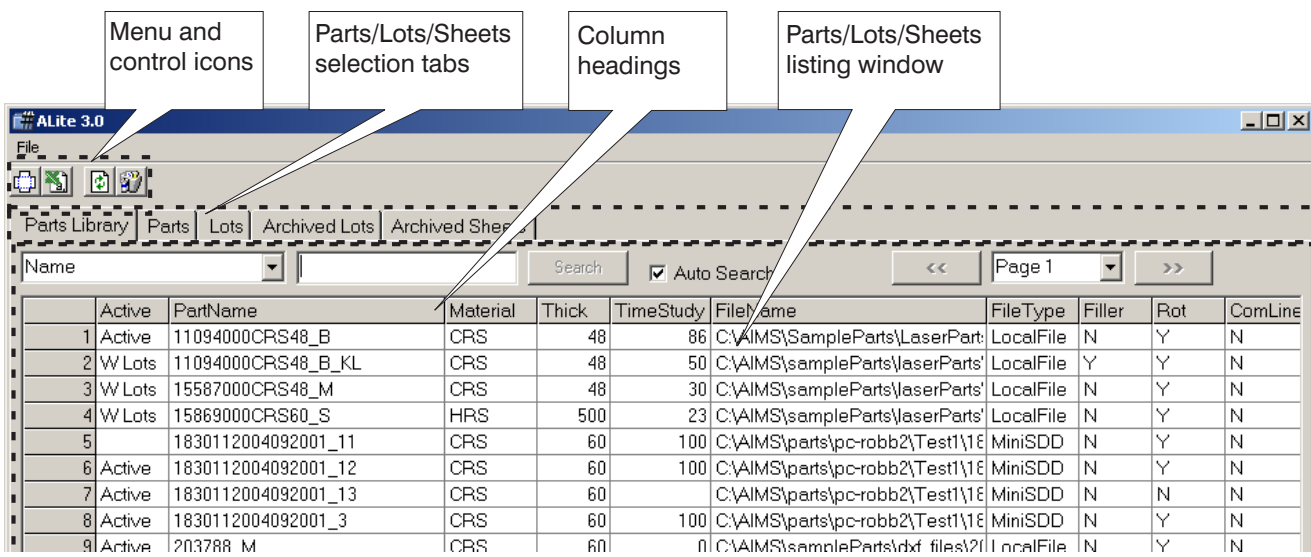 Menu and
control icons
Parts/Lots/Sheets
selection tabs
Column
headings
Parts/Lots/Sheets
listing window
ALite 3.0
File
Parts Library Parts Lots Archived Lots Archived Sheets
Name Search Auto Search << Page 1 >>
Active PartName Material Thick TimeStudy FileName FileType Filler Rot ComLine
1 Active 11094000CRS48_B CRS 48 86 C:\AIMS\SampleParts\LaserPart LocalFile N Y N
2 W Lots 11094000CRS48_B_KL CRS 48 50 C:\AIMS\sampleParts\laserParts\ LocalFile Y Y N
3 W Lots 15587000CRS48_M CRS 48 30 C:\AIMS\sampleParts\laserParts\ LocalFile N Y N
4 W Lots 15869000CRS60_S HRS 500 23 C:\AIMS\sampleParts\laserParts\ LocalFile N Y N
5 1830112004092001_11 CRS 60 100 C:\AIMS\parts\pc-robb2\Test1\18 MiniSDD N Y N
6 Active 1830112004092001_12 CRS 60 100 C:\AIMS\parts\pc-robb2\Test1\18 MiniSDD N Y N
7 Active 1830112004092001_13 CRS 60 C:\AIMS\parts\pc-robb2\Test1\18 MiniSDD N N N
8 Active 1830112004092001_3 CRS 60 100 C:\AIMS\parts\pc-robb2\Test1\18 MiniSDD N Y N
9 Active 203788_M CRS 60 0 C:\AIMS\sampleParts\dxf_files\20 LocalFile N Y N